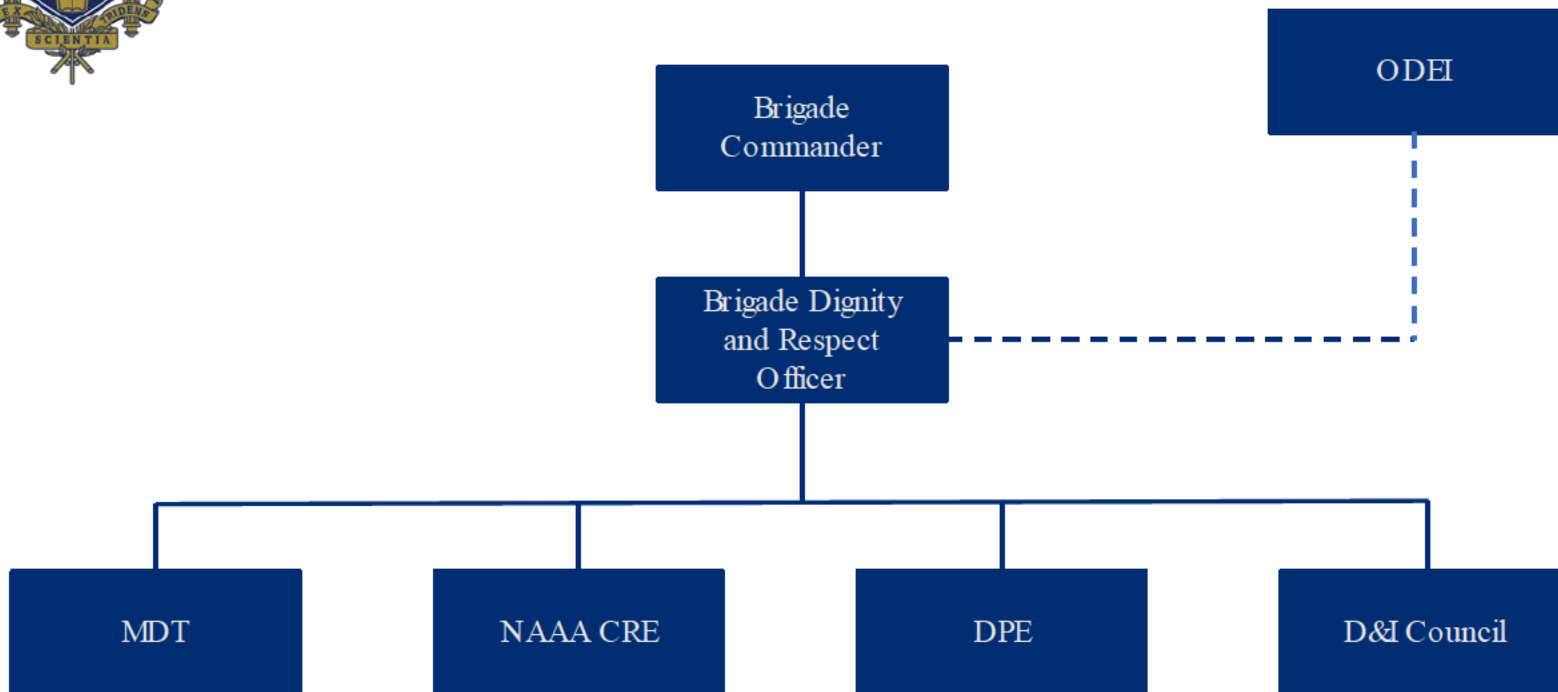 EX
TRIDENS
SCIENTIA
ODEI
Brigade
Commander
Brigade Dignity
and Respect
Officer
MDT
NAAA CRE
DPE
D&I Council